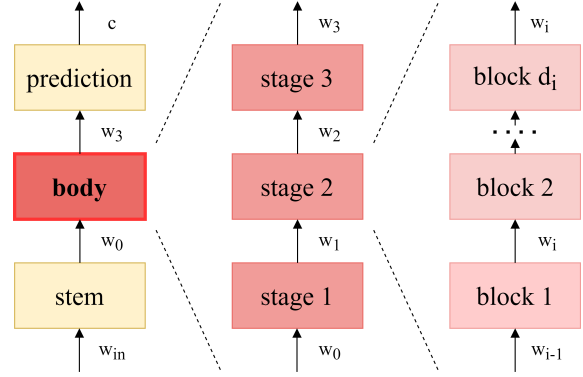 c
prediction
w₃
body
w₀
stem
wᵢₙ
w₃
stage 3
w₂
stage 2
w₁
stage 1
w₀
wᵢ
block dᵢ
....
block 2
wᵢ
block 1
wᵢ₋₁